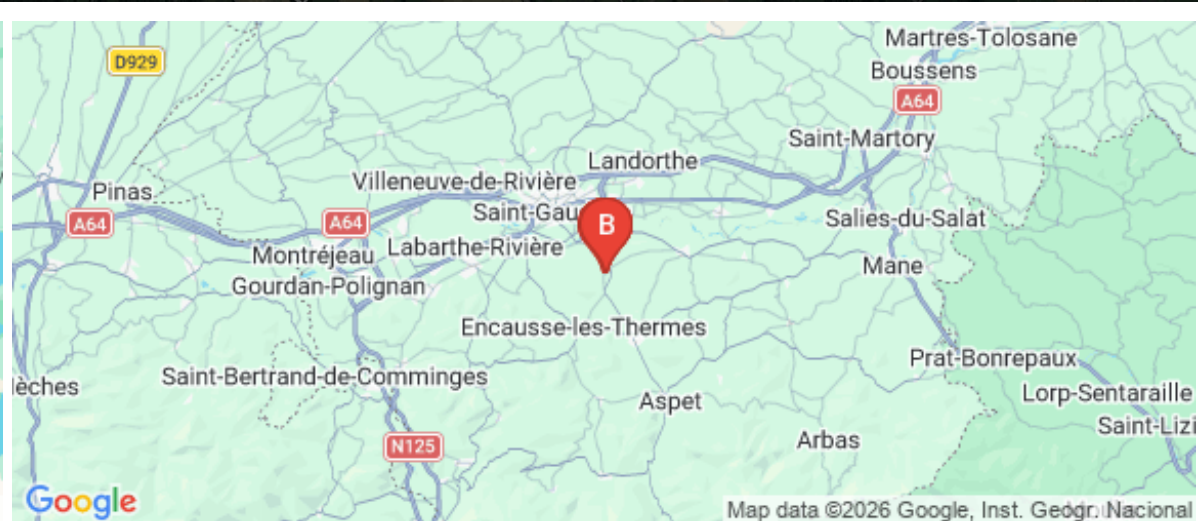 Martres-Tolosane
D929
Boussens
A64
Saint-Martory
Landorthe
Villeneuve-de-Rivière
Pinas
Saint-Gau
B
A64
A64
Salies-du-Salat
Labarthe-Rivière
Montréjeau
Mane
Gourdan-Polignan
Encausse-les-Thermes
Prat-Bonrepaux
Saint-Bertrand-de-Comminges
lèches
Lorp-Sentaraille
Aspet
Saint-Lizi
Arbas
N125
Google
Map data ©2026 Google, Inst. Geogr. Nacional